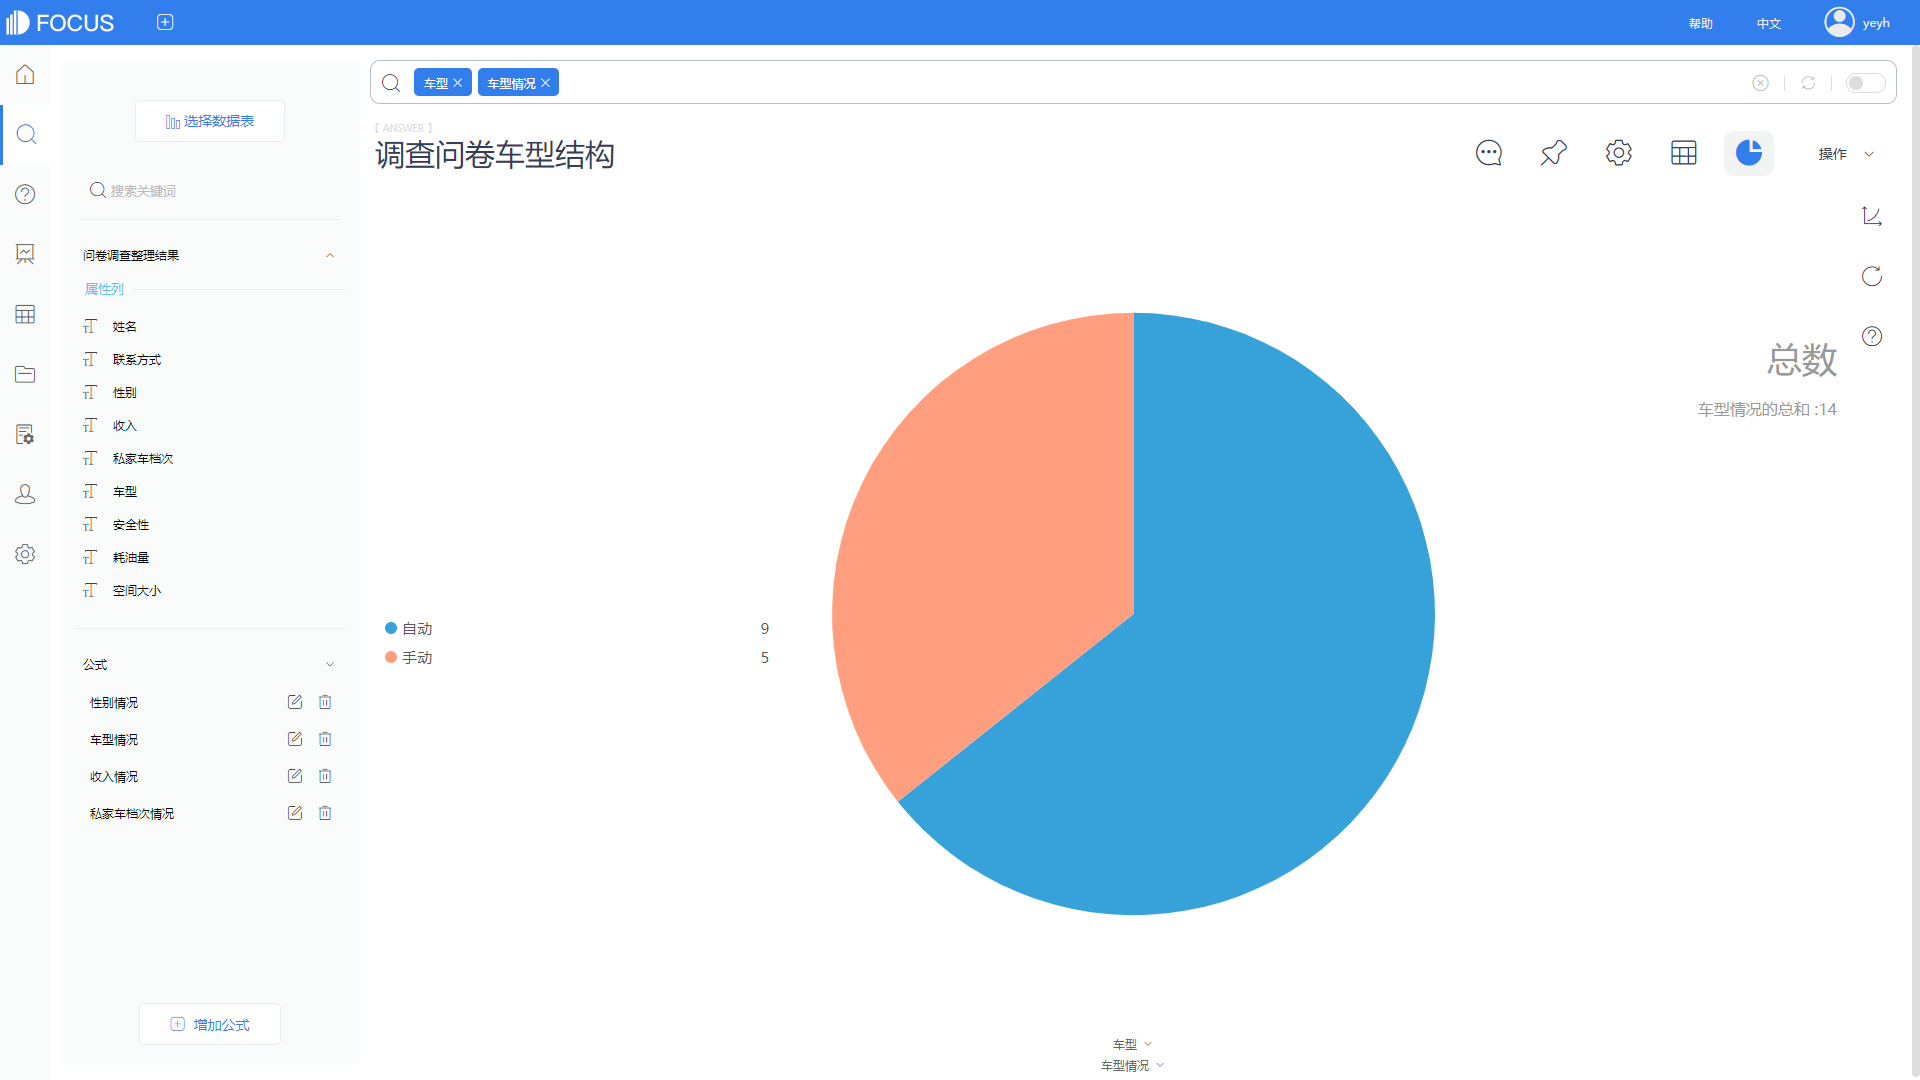 FOCUS
帮助
中文
yeyh
选择数据表
搜索关键词
问卷调查整理结果
属性列
姓名
联系方式
性别
收入
私家车档次
车型
安全性
耗油量
空间大小
公式
性别情况
车型情况
收入情况
私家车档次情况
增加公式
车型
车型情况
【 ANSWER 】
调查问卷车型结构
操作
总数
车型情况的总和 :14
自动 9
手动 5
车型
车型情况